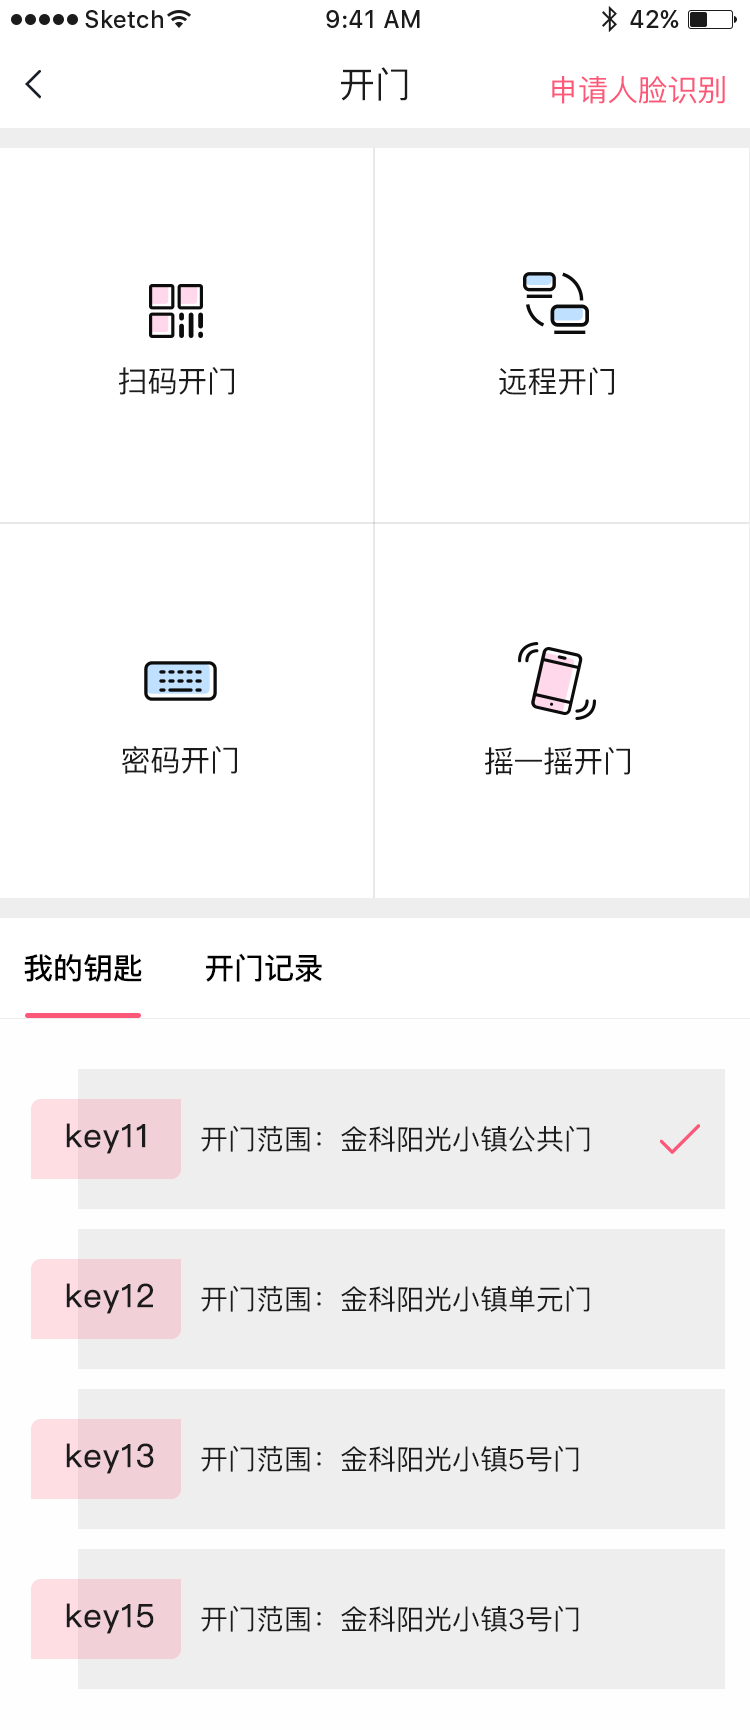 Sketch 9:41 AM 42%
开门 申请人脸识别
扫码开门 远程开门
密码开门 摇一摇开门
我的钥匙 开门记录
key11 开门范围：金科阳光小镇公共门
key12 开门范围：金科阳光小镇单元门
key13 开门范围：金科阳光小镇5号门
key15 开门范围：金科阳光小镇3号门